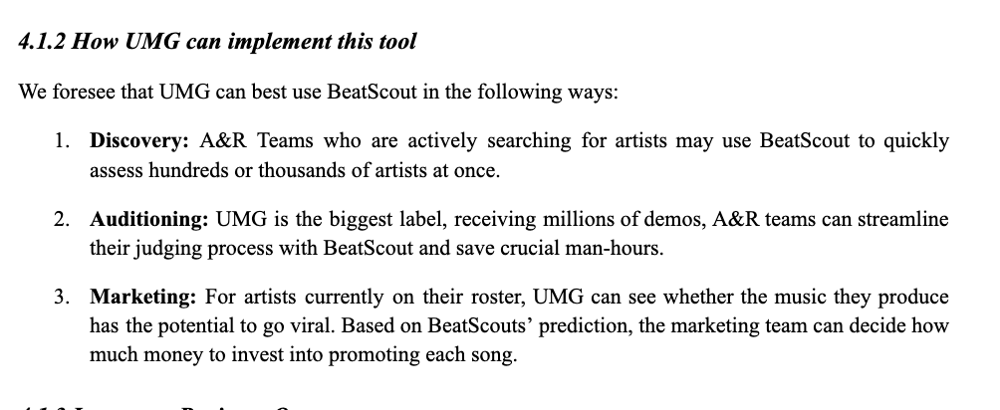 4.1.2 How UMG can implement this tool
We foresee that UMG can best use BeatScout in the following ways:
1. Discovery: A&R Teams who are actively searching for artists may use BeatScout to quickly
assess hundreds or thousands of artists at once.
2. Auditioning: UMG is the biggest label, receiving millions of demos, A&R teams can streamline
their judging process with BeatScout and save crucial man-hours.
3. Marketing: For artists currently on their roster, UMG can see whether the music they produce
has the potential to go viral. Based on BeatScouts’ prediction, the marketing team can decide how
much money to invest into promoting each song.